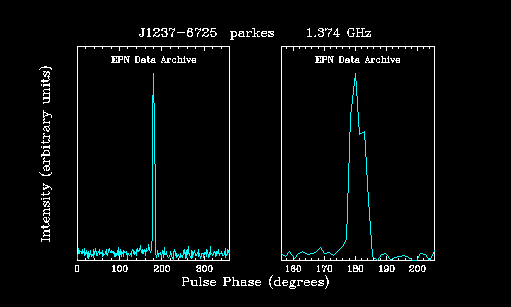 J1237-6725 parkes 1.374 GHz
EPN Data Archive EPN Data Archive
Intensity (arbitrary units)
0 100 200 300 160 170 180 190 200
Pulse Phase (degrees)